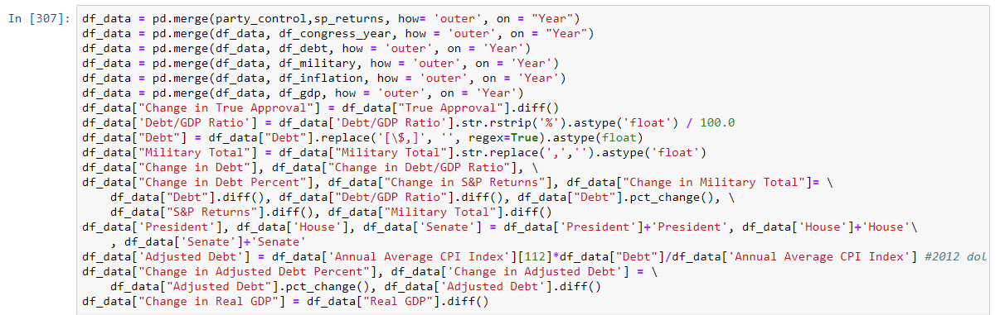 In [307]: df_data = pd.merge(party_control,sp_returns, how= 'outer', on = "Year")
df_data = pd.merge(df_data, df_congress_year, how = 'outer', on = "Year")
df_data = pd.merge(df_data, df_debt, how = 'outer', on = 'Year')
df_data = pd.merge(df_data, df_military, how = 'outer', on = 'Year')
df_data = pd.merge(df_data, df_inflation, how = 'outer', on = 'Year')
df_data = pd.merge(df_data, df_gdp, how = 'outer', on = 'Year')
df_data["Change in True Approval"] = df_data["True Approval"].diff()
df_data['Debt/GDP Ratio'] = df_data['Debt/GDP Ratio'].str.rstrip('%').astype('float') / 100.0
df_data["Debt"] = df_data["Debt"].replace('[\$,]', '', regex=True).astype(float)
df_data["Military Total"] = df_data["Military Total"].str.replace(',','').astype('float')
df_data["Change in Debt"], df_data["Change in Debt/GDP Ratio"], \
df_data["Change in Debt Percent"], df_data["Change in S&P Returns"], df_data["Change in Military Total"]= \
    df_data["Debt"].diff(), df_data["Debt/GDP Ratio"].diff(), df_data["Debt"].pct_change(), \
    df_data["S&P Returns"].diff(), df_data["Military Total"].diff()
df_data['President'], df_data['House'], df_data['Senate'] = df_data['President']+'President', df_data['House']+'House'\
    , df_data['Senate']+'Senate'
df_data['Adjusted Debt'] = df_data['Annual Average CPI Index'][112]*df_data["Debt"]/df_data['Annual Average CPI Index'] #2012 dol
df_data["Change in Adjusted Debt Percent"], df_data['Change in Adjusted Debt'] = \
    df_data["Adjusted Debt"].pct_change(), df_data['Adjusted Debt'].diff()
df_data["Change in Real GDP"] = df_data["Real GDP"].diff()